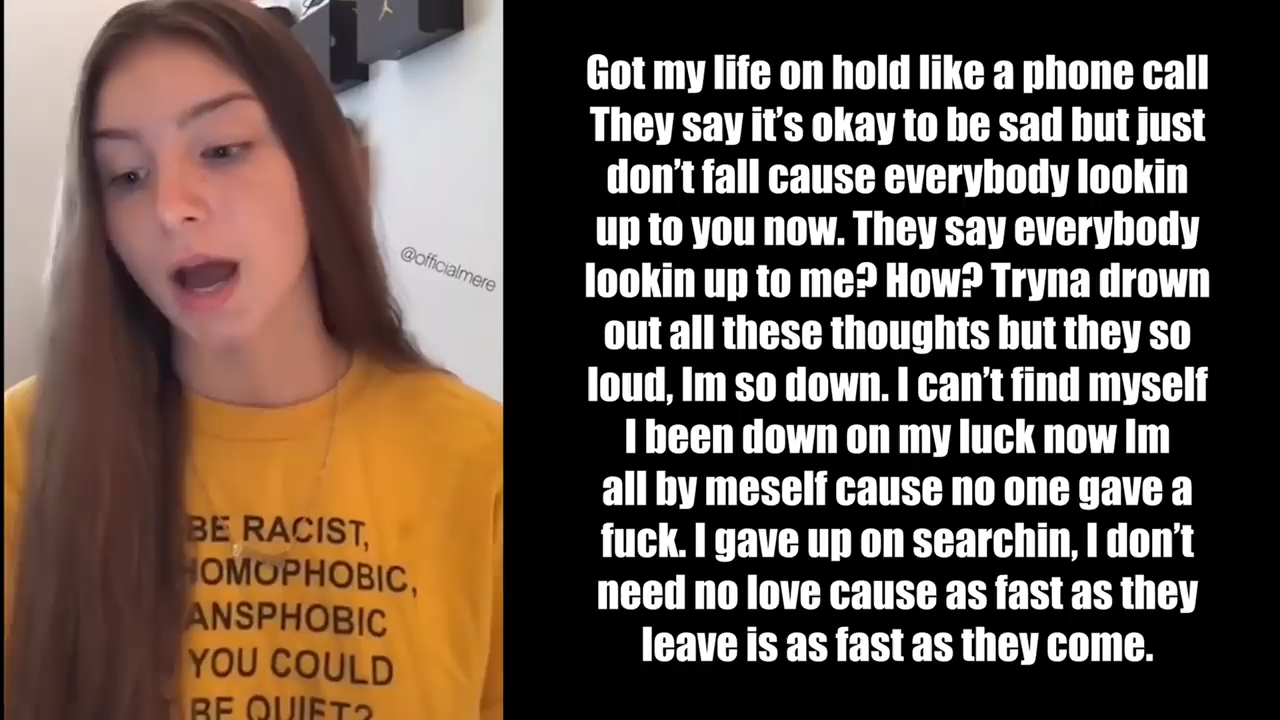 @officialmere
BE RACIST,
HOMOPHOBIC,
ANSPHOBIC
YOU COULD
BE QUIET?
Got my life on hold like a phone call
They say it’s okay to be sad but just
don’t fall cause everybody lookin
up to you now. They say everybody
lookin up to me? How? Tryna drown
out all these thoughts but they so
loud, Im so down. I can’t find myself
I been down on my luck now Im
all by meself cause no one gave a
fuck. I gave up on searchin, I don’t
need no love cause as fast as they
leave is as fast as they come.